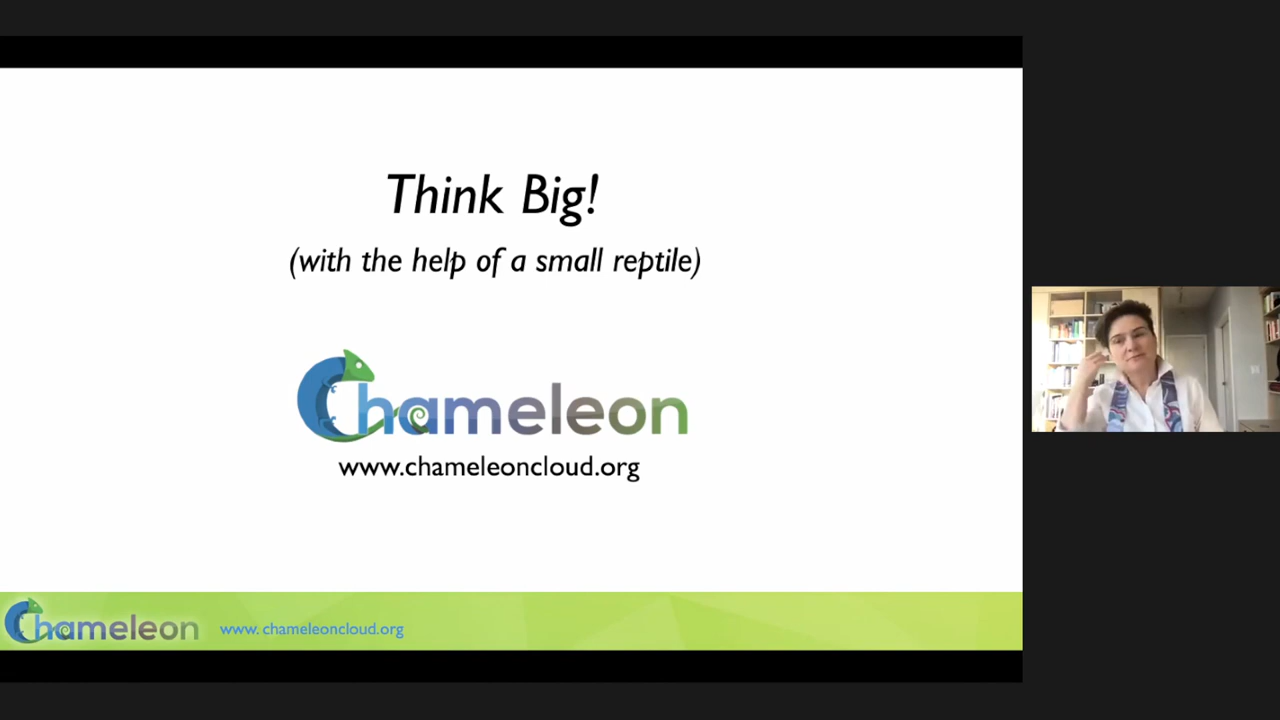 Think Big!
(with the help of a small reptile)
Chameleon
www.chameleoncloud.org
Chameleon www. chameleoncloud.org